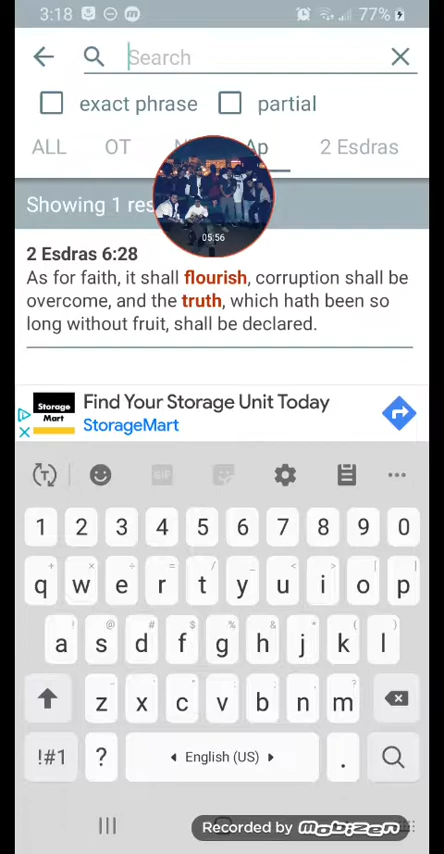 3:18
77%
Search
exact phrase partial
ALL OT Ap 2 Esdras
Showing 1
05:56
2 Esdras 6:28
As for faith, it shall flourish, corruption shall be
overcome, and the truth, which hath been so
long without fruit, shall be declared.
Storage
Mart
Find Your Storage Unit Today
StorageMart
GIF
1 2 3 4 5 6 7 8 9 0
q w e r t y u i o p
a s d f g h j k l
z x c v b n m
!#1 ? English (US) .
Recorded by mobizen